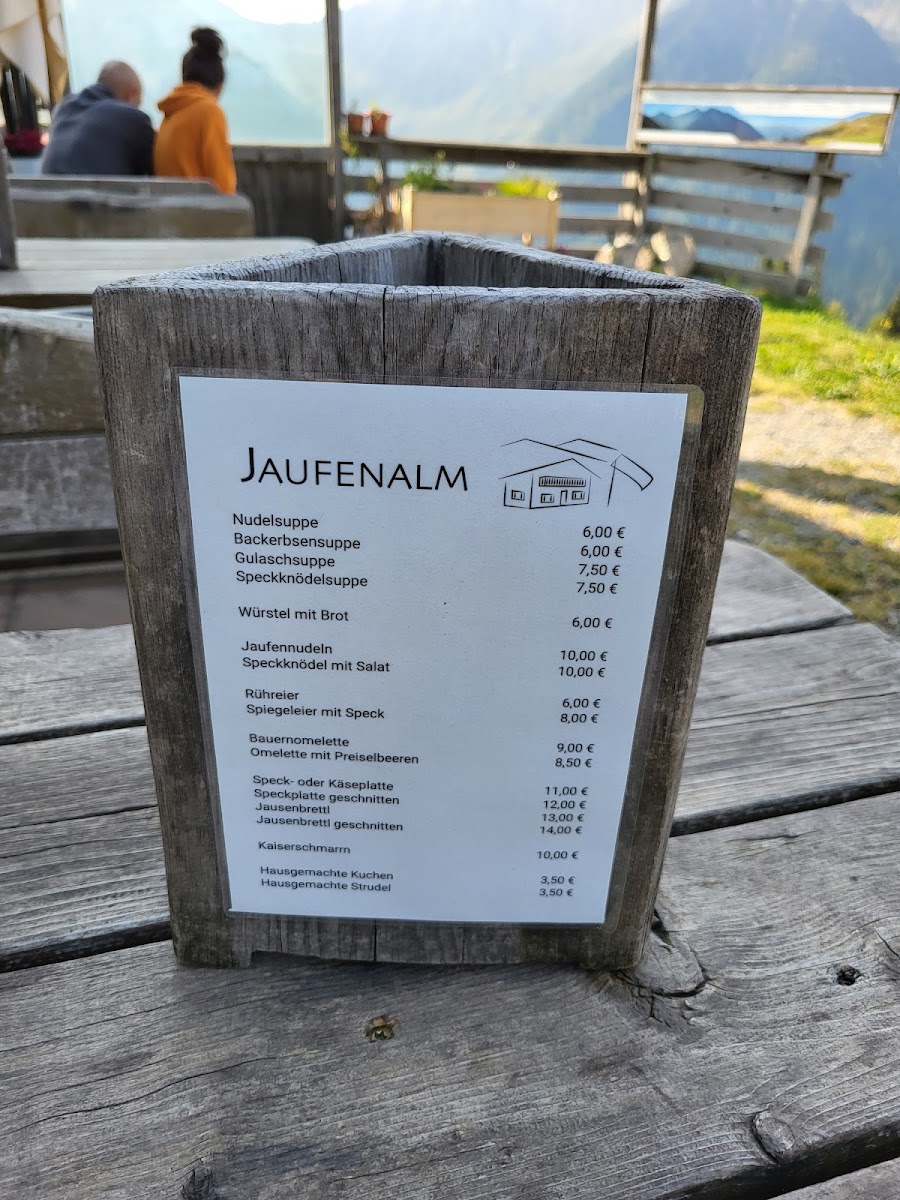 JAUFENALM
Nudelsuppe 6,00 €
Backerbsensuppe 6,00 €
Gulaschsuppe 7,50 €
Speckknödelsuppe 7,50 €
Würstel mit Brot 6,00 €
Jaufennudeln 10,00 €
Speckknödel mit Salat 10,00 €
Rühreier 6,00 €
Spiegeleier mit Speck 8,00 €
Bauernomelette 9,00 €
Omelette mit Preiselbeeren 8,50 €
Speck- oder Käseplatte 11,00 €
Speckplatte geschnitten 12,00 €
Jausenbrettl 13,00 €
Jausenbrettl geschnitten 14,00 €
Kaiserschmarrn 10,00 €
Hausgemachte Kuchen 3,50 €
Hausgemachte Strudel 3,50 €